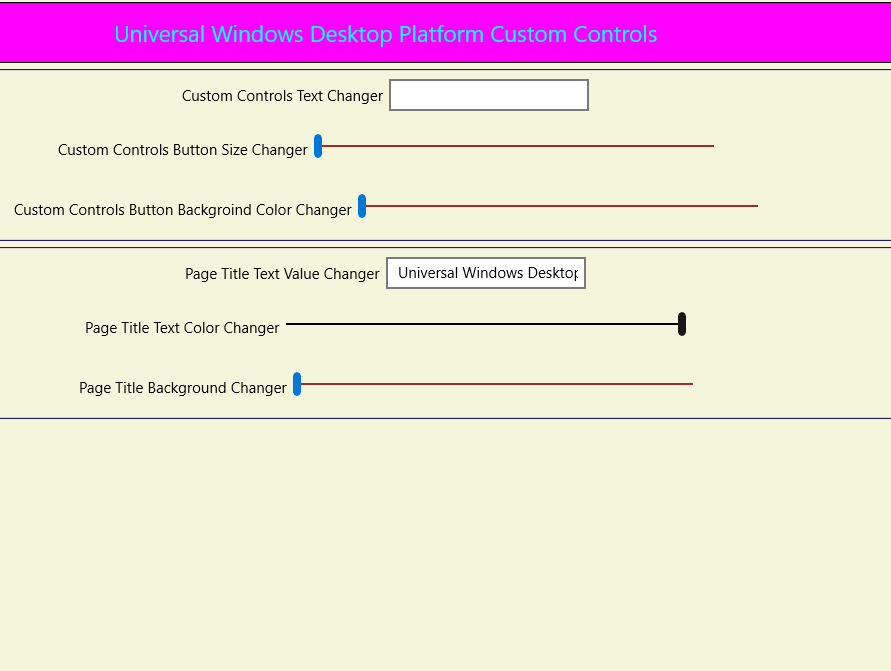 Universal Windows Desktop Platform Custom Controls
Custom Controls Text Changer
Custom Controls Button Size Changer
Custom Controls Button Backgroind Color Changer
Page Title Text Value Changer Universal Windows Desktop
Page Title Text Color Changer
Page Title Background Changer